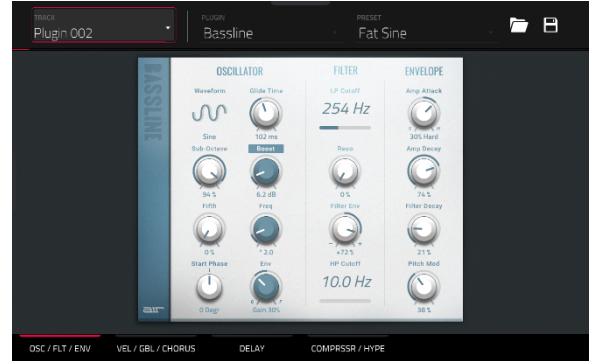 TRACK
PLUGIN
PRESET
Plugin 002
Bassline
Fat Sine
BASSLINE
OSCILLATOR
FILTER
ENVELOPE
Waveform
Glide Time
LP Cutoff
Amp Attack
254 Hz
Sine
102 ms
30% Hard
Sub-Octave
Boost
Reso
Amp Decay
94 %
6.2 dB
0 %
74 %
Fifth
Freq
Filter Env
Filter Decay
0 %
* 2.0
- +72 % +
21 %
Start Phase
Env
HP Cutoff
Pitch Mod
10.0 Hz
0 Degr
Gain 30%
38 %
air
OSC / FLT / ENV
VEL / GBL / CHORUS
DELAY
COMPRSSR / HYPE